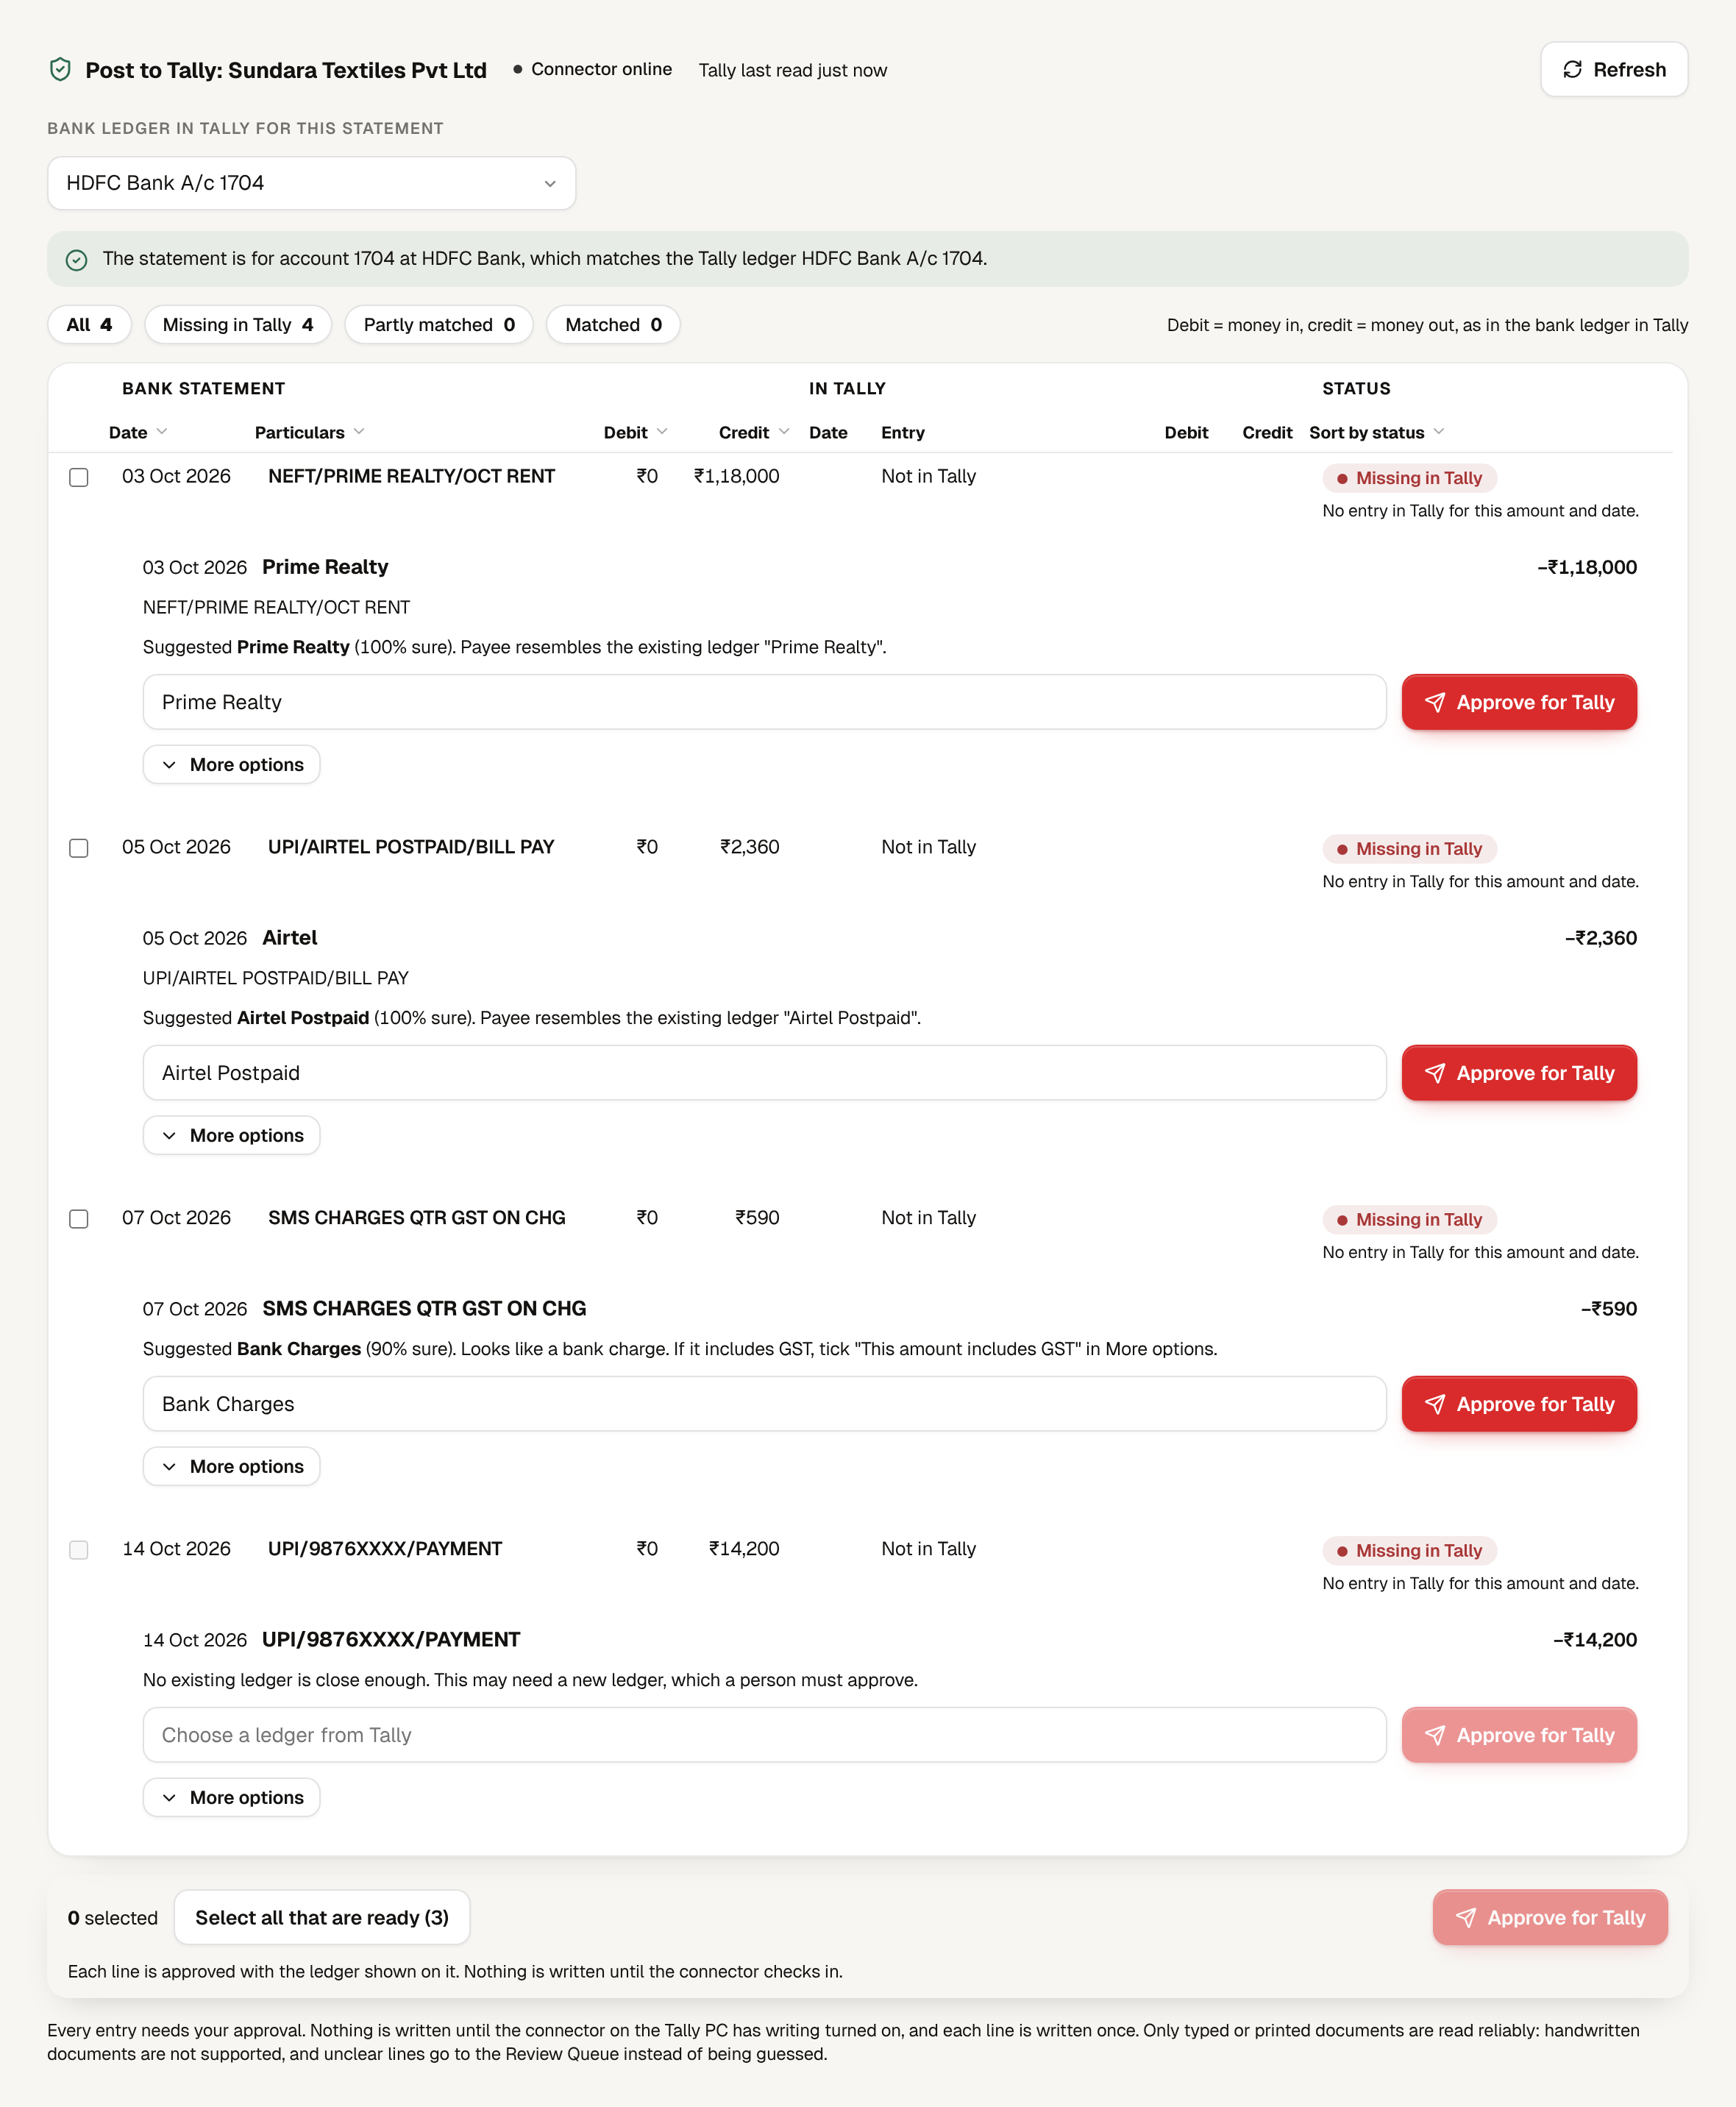 Post to Tally: Sundara Textiles Pvt Ltd Connector online Tally last read just now Refresh
BANK LEDGER IN TALLY FOR THIS STATEMENT
HDFC Bank A/c 1704
The statement is for account 1704 at HDFC Bank, which matches the Tally ledger HDFC Bank A/c 1704.
All 4 Missing in Tally 4 Partly matched 0 Matched 0 Debit = money in, credit = money out, as in the bank ledger in Tally
BANK STATEMENT IN TALLY STATUS
Date Particulars Debit Credit Date Entry Debit Credit Sort by status
03 Oct 2026 NEFT/PRIME REALTY/OCT RENT ₹0 ₹1,18,000 Not in Tally Missing in Tally
No entry in Tally for this amount and date.
03 Oct 2026 Prime Realty −₹1,18,000
NEFT/PRIME REALTY/OCT RENT
Suggested Prime Realty (100% sure). Payee resembles the existing ledger "Prime Realty".
Prime Realty Approve for Tally
More options
05 Oct 2026 UPI/AIRTEL POSTPAID/BILL PAY ₹0 ₹2,360 Not in Tally Missing in Tally
No entry in Tally for this amount and date.
05 Oct 2026 Airtel −₹2,360
UPI/AIRTEL POSTPAID/BILL PAY
Suggested Airtel Postpaid (100% sure). Payee resembles the existing ledger "Airtel Postpaid".
Airtel Postpaid Approve for Tally
More options
07 Oct 2026 SMS CHARGES QTR GST ON CHG ₹0 ₹590 Not in Tally Missing in Tally
No entry in Tally for this amount and date.
07 Oct 2026 SMS CHARGES QTR GST ON CHG −₹590
Suggested Bank Charges (90% sure). Looks like a bank charge. If it includes GST, tick "This amount includes GST" in More options.
Bank Charges Approve for Tally
More options
14 Oct 2026 UPI/9876XXXX/PAYMENT ₹0 ₹14,200 Not in Tally Missing in Tally
No entry in Tally for this amount and date.
14 Oct 2026 UPI/9876XXXX/PAYMENT −₹14,200
No existing ledger is close enough. This may need a new ledger, which a person must approve.
Choose a ledger from Tally Approve for Tally
More options
0 selected Select all that are ready (3) Approve for Tally
Each line is approved with the ledger shown on it. Nothing is written until the connector checks in.
Every entry needs your approval. Nothing is written until the connector on the Tally PC has writing turned on, and each line is written once. Only typed or printed documents are read reliably: handwritten
documents are not supported, and unclear lines go to the Review Queue instead of being guessed.